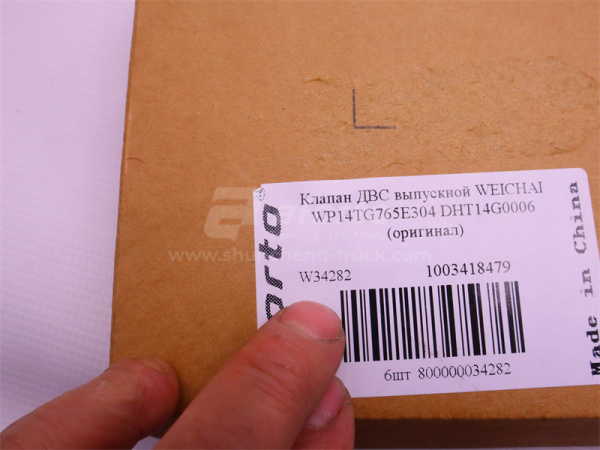 Клапан ДВС выпускной WEICHAI
WP14TG765E304 DHT14G0006
(оригинал)
W34282 1003418479
6шт 800000034282
Made in China